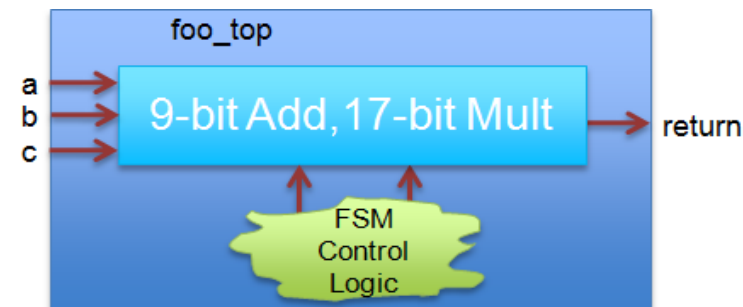 foo_top
a
b
c
9-bit Add,17-bit Mult
return
FSM
Control
Logic